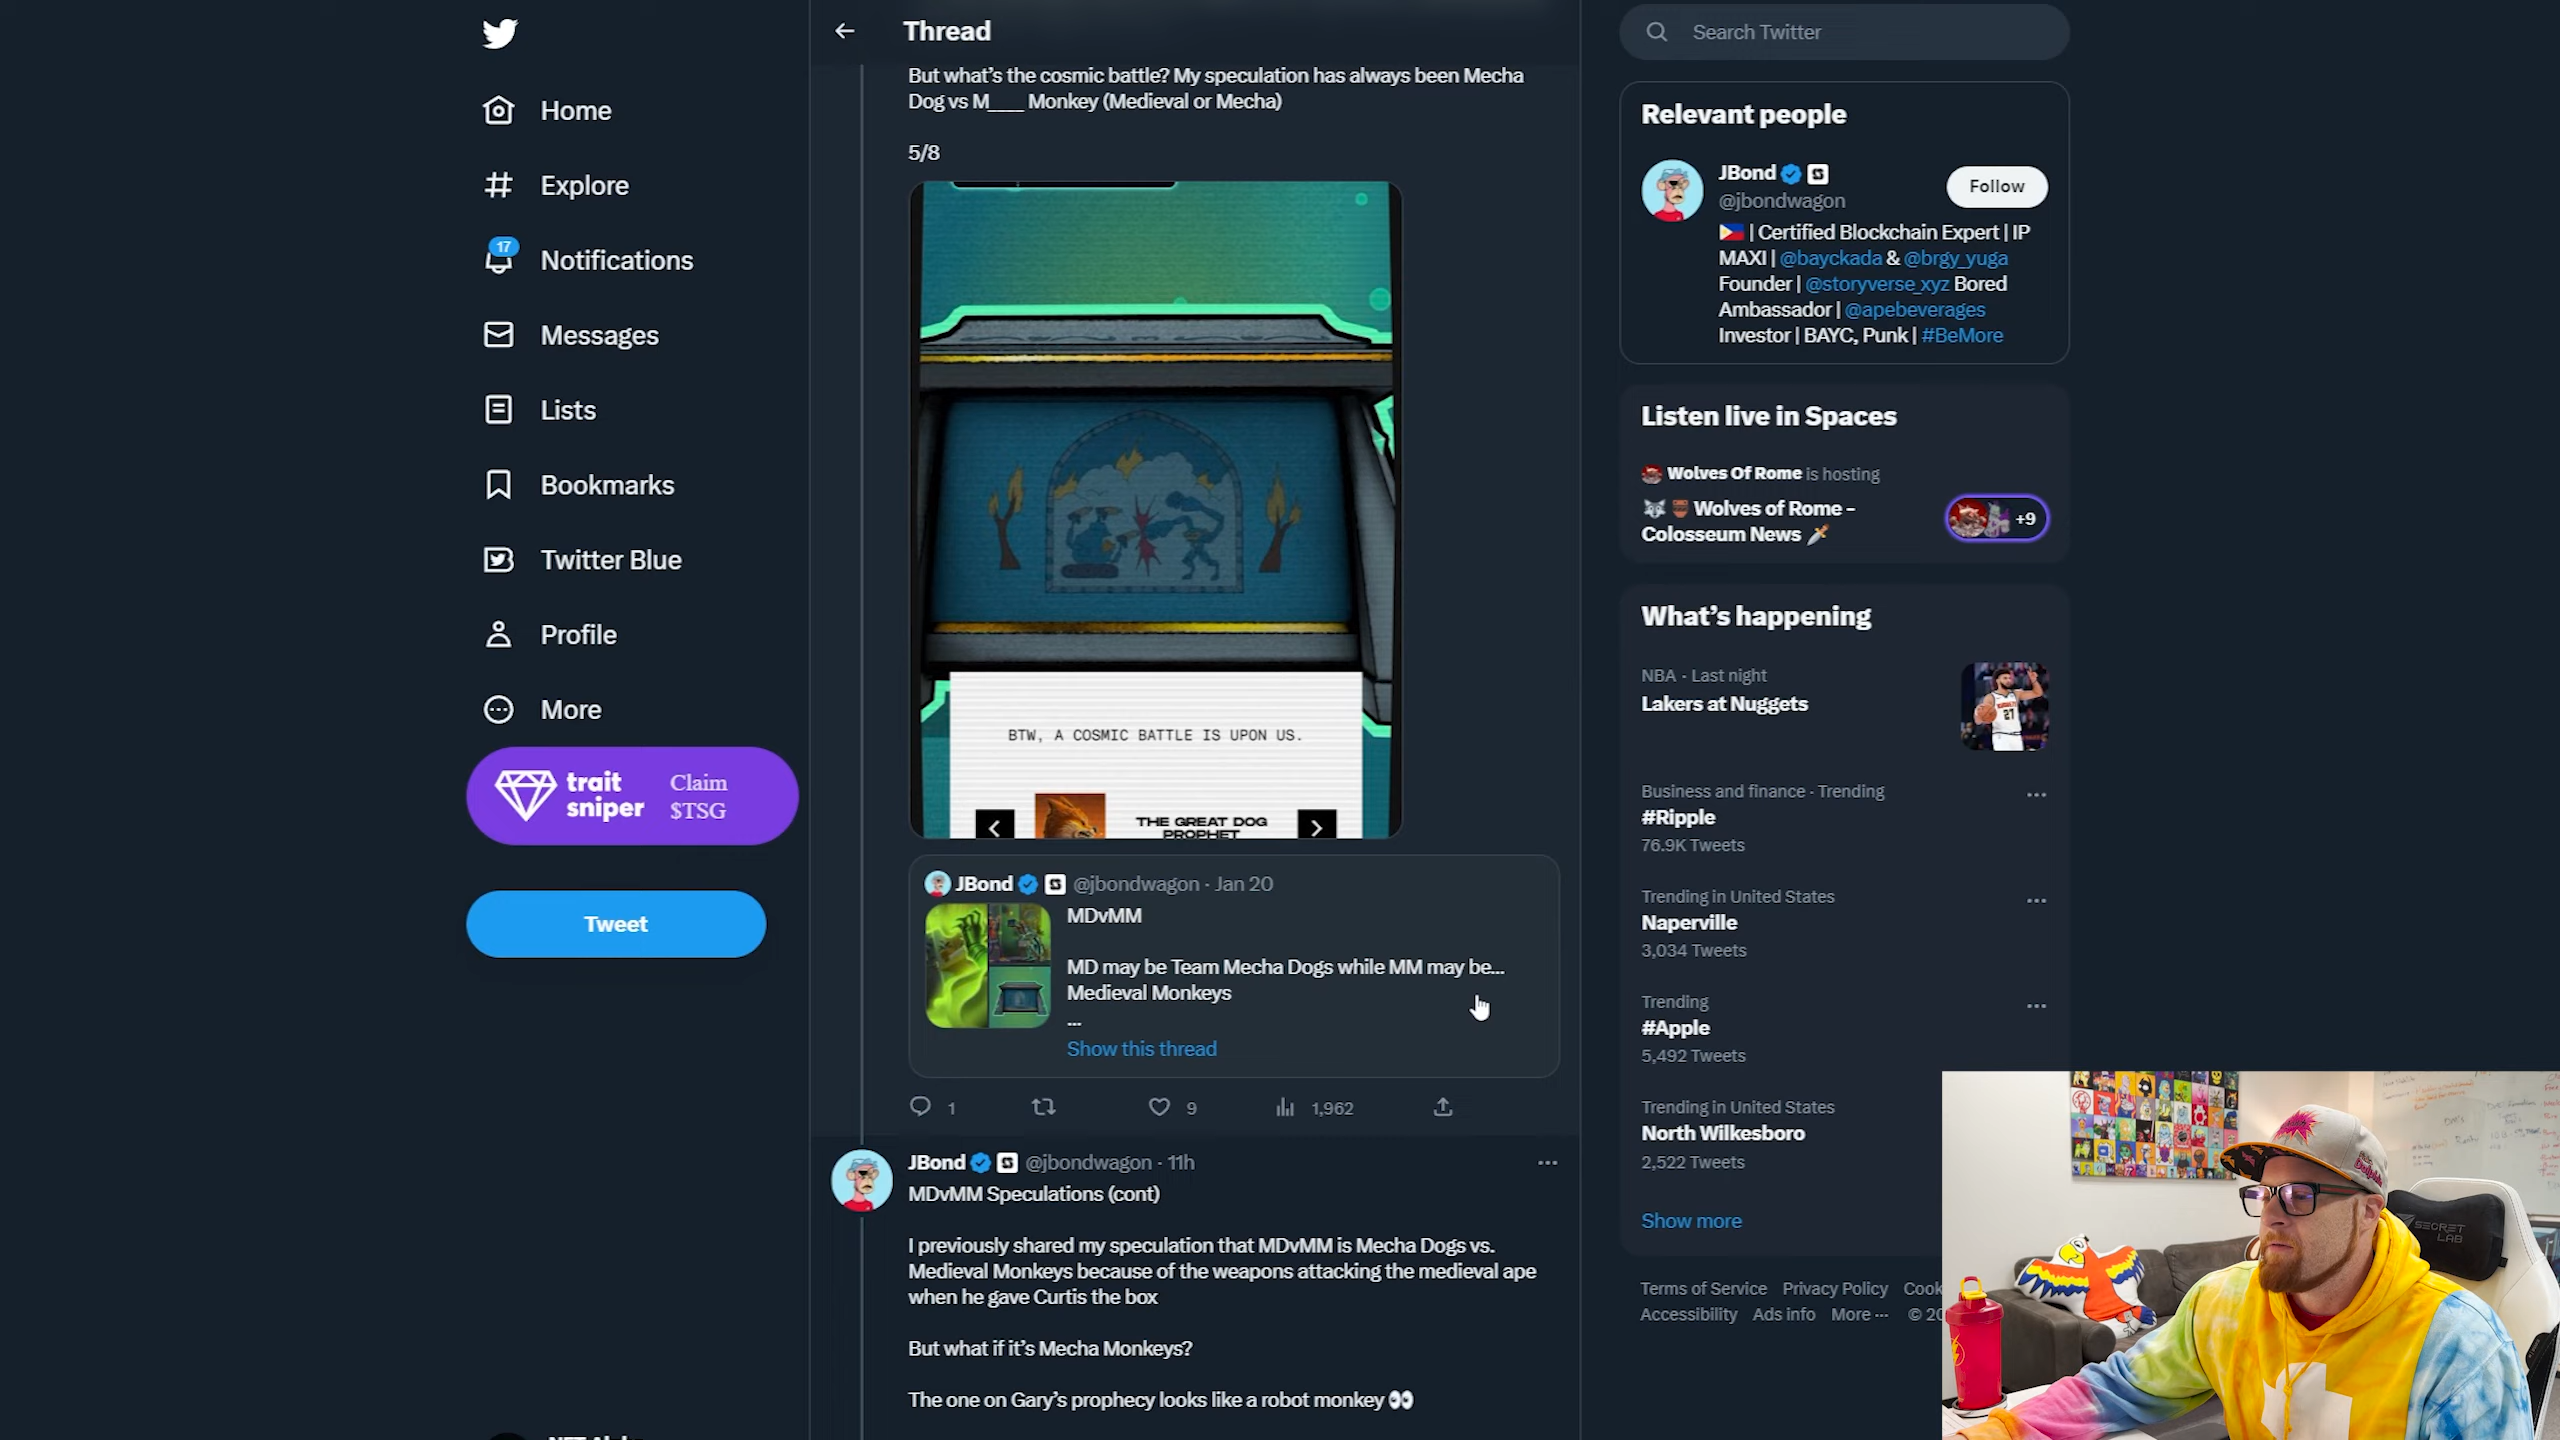 Home
Explore
17
Notifications
Messages
Lists
Bookmarks
Twitter Blue
Profile
More
trait
sniper
Claim
$TSG
Tweet
Thread
But what's the cosmic battle? My speculation has always been Mecha
Dog vs M____ Monkey (Medieval or Mecha)
5/8
BTW, A COSMIC BATTLE IS UPON US.
THE GREAT DOG
PROPHET
JBond @jbondwagon · Jan 20
MDvMM
MD may be Team Mecha Dogs while MM may be...
Medieval Monkeys
...
Show this thread
1
9
1,962
JBond @jbondwagon · 11h
MDvMM Speculations (cont)
I previously shared my speculation that MDvMM is Mecha Dogs vs.
Medieval Monkeys because of the weapons attacking the medieval ape
when he gave Curtis the box
But what if it's Mecha Monkeys?
The one on Gary's prophecy looks like a robot monkey 👀
Search Twitter
Relevant people
JBond
@jbondwagon
Follow
🇵🇭 | Certified Blockchain Expert | IP
MAXI | @bayckada & @brgy_yuga
Founder | @storyverse_xyz Bored
Ambassador | @apebeverages
Investor | BAYC, Punk | #BeMore
Listen live in Spaces
Wolves Of Rome is hosting
🐺🏺 Wolves of Rome -
Colosseum News 🗡️
+9
What's happening
NBA · Last night
Lakers at Nuggets
27
Business and finance · Trending
#Ripple
76.9K Tweets
Trending in United States
Naperville
3,034 Tweets
Trending
#Apple
5,492 Tweets
Trending in United States
North Wilkesboro
2,522 Tweets
Show more
Terms of Service Privacy Policy Cook
Accessibility Ads info More ··· © 20
SECRET
LAB